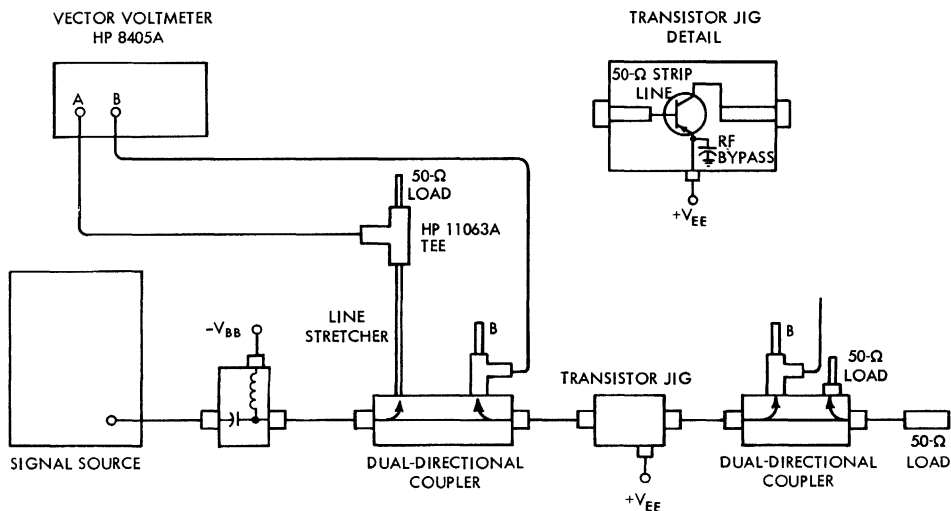 VECTOR VOLTMETER
HP 8405A
A
B
TRANSISTOR JIG
DETAIL
50-Ω STRIP
LINE
RF
BYPASS
+VEE
50-Ω
LOAD
HP 11063A
TEE
LINE
STRETCHER
-VBB
B
B
50-Ω
LOAD
TRANSISTOR JIG
SIGNAL SOURCE
DUAL-DIRECTIONAL
COUPLER
+VEE
DUAL-DIRECTIONAL
COUPLER
50-Ω
LOAD